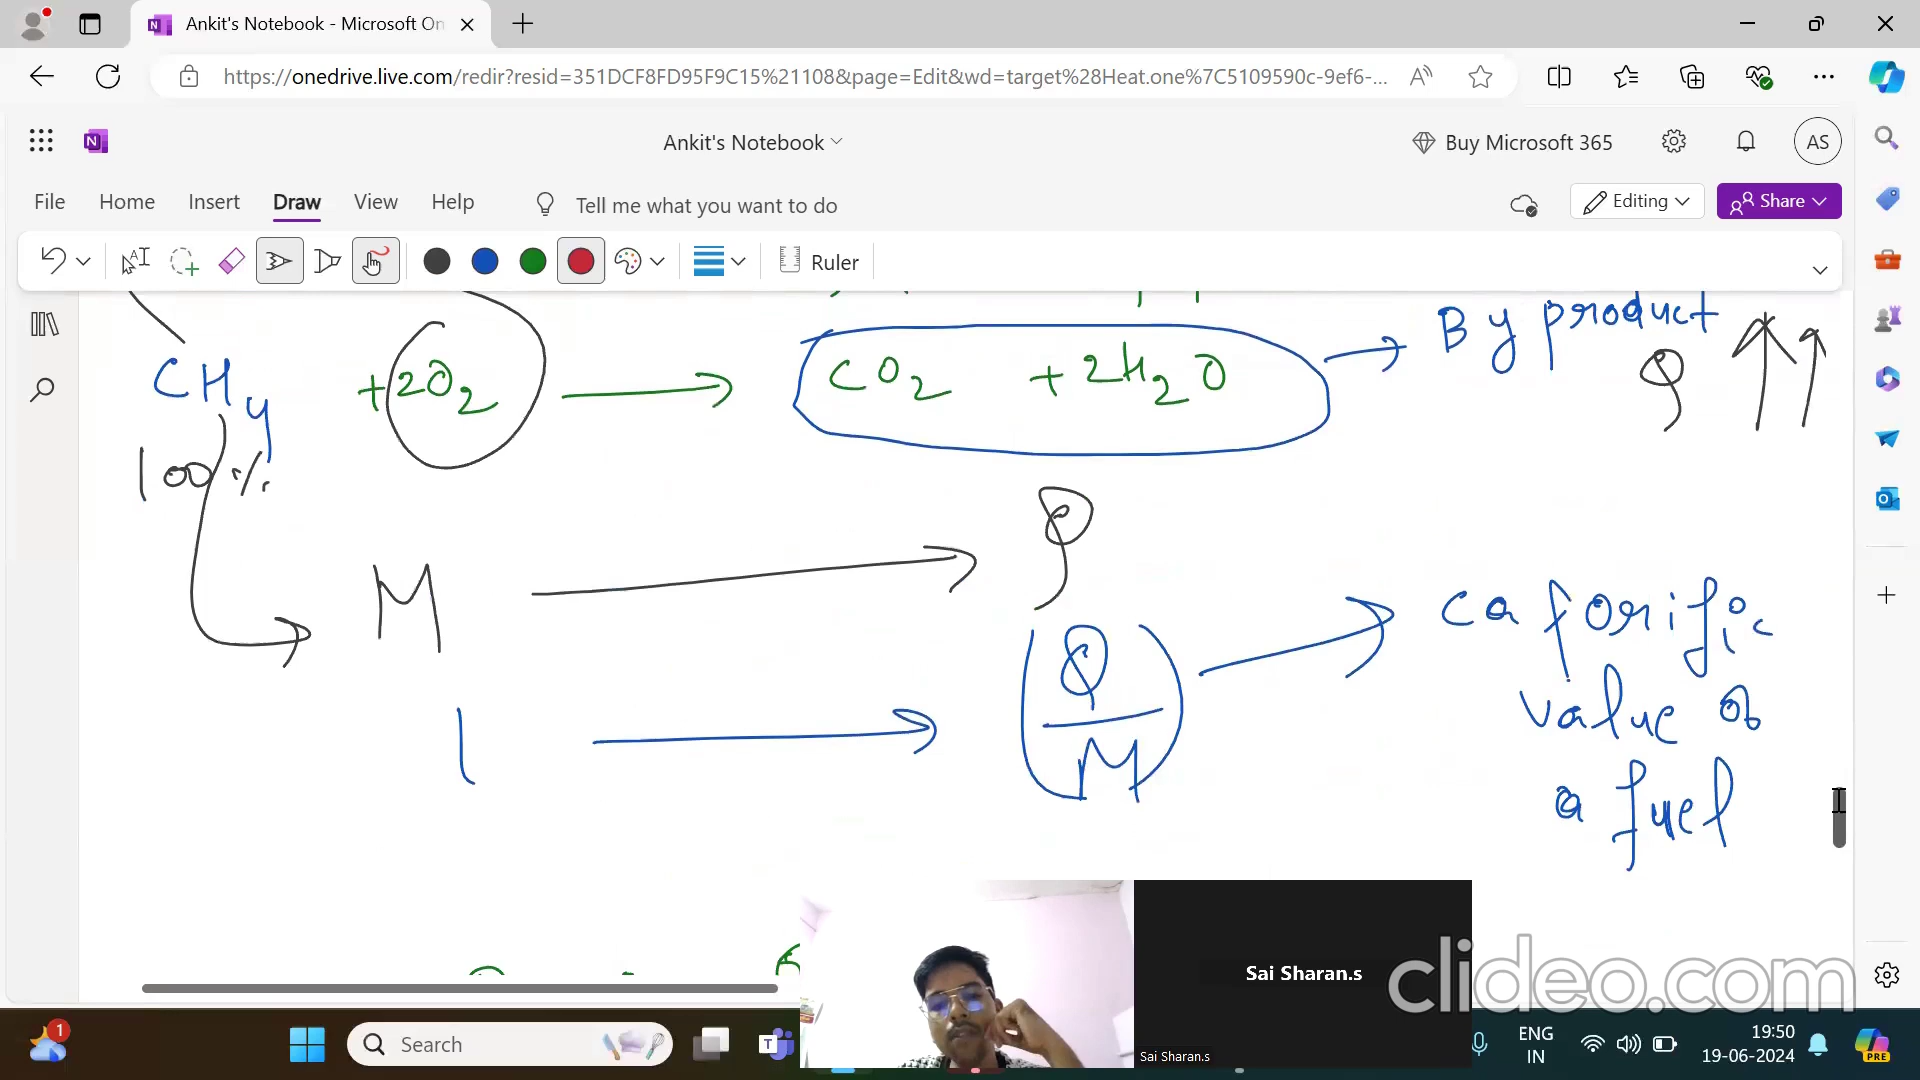 Ankit's Notebook - Microsoft On
https://onedrive.live.com/redir?resid=351DCF8FD95F9C15%21108&page=Edit&wd=target%28Heat.one%7C5109590c-9ef6-...
Ankit's Notebook
Buy Microsoft 365
AS
File Home Insert Draw View Help Tell me what you want to do
Editing
Share
Ruler
By product
CH4 + 2O2 → CO2 + 2H2O
Q ↑↑
100 %
M → Q
1 → (Q/M) → caforific
value of
a fuel
Sai Sharan.s
Sai Sharan.s
clideo.com
1
Search
ENG
IN
19:50
19-06-2024
PRE